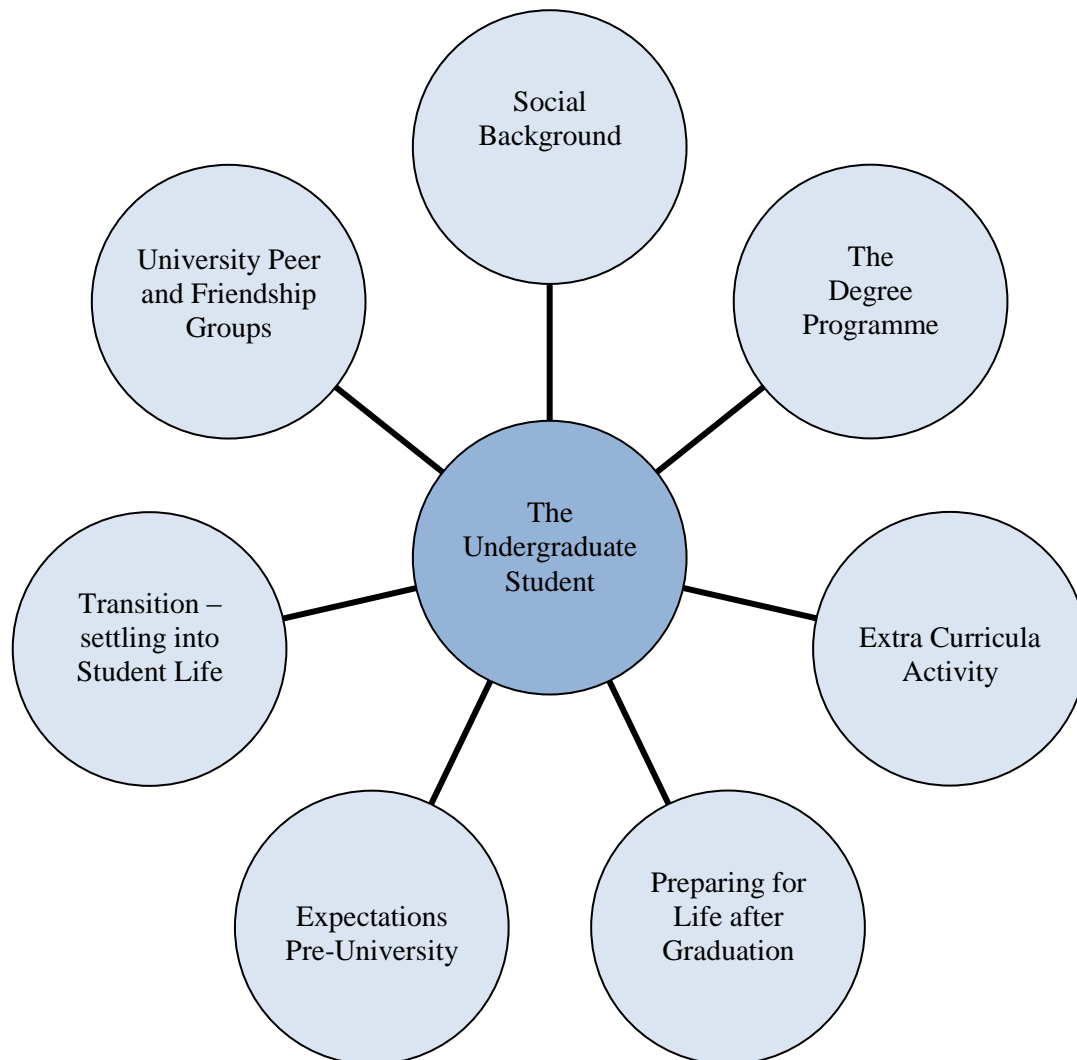 Social
Background
University Peer
and Friendship
Groups
The
Degree
Programme
The
Undergraduate
Student
Transition –
settling into
Student Life
Extra Curricula
Activity
Expectations
Pre-University
Preparing for
Life after
Graduation